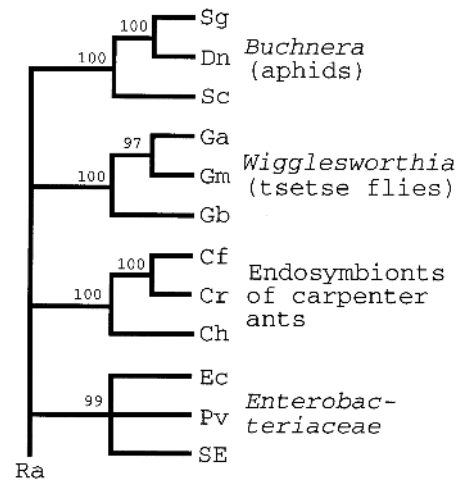 100
Sg
100
Dn
Sc
Buchnera
(aphids)
97
Ga
100
Gm
Gb
Wigglesworthia
(tsetse flies)
100
Cf
100
Cr
Ch
Endosymbionts
of carpenter
ants
Ec
99
Pv
SE
Enterobac-
teriaceae
Ra